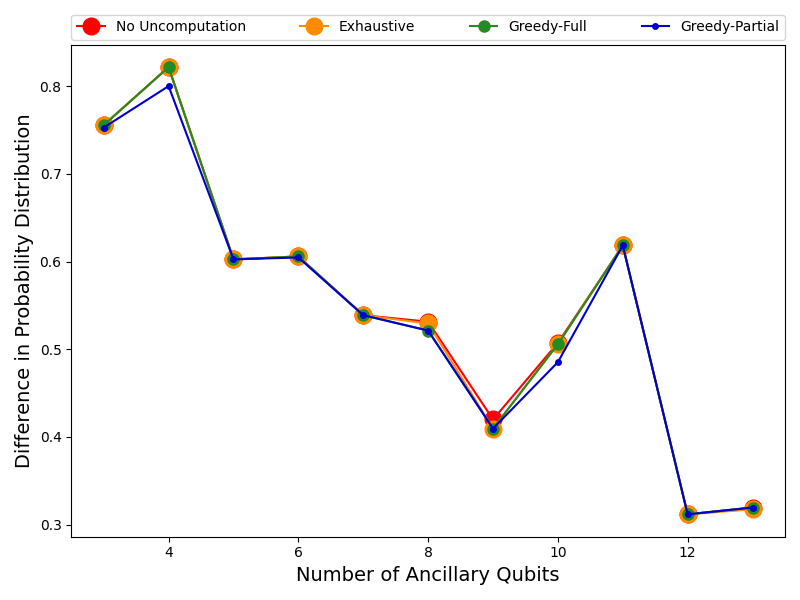 No Uncomputation Exhaustive Greedy-Full Greedy-Partial
0.8
0.7
0.6
0.5
0.4
0.3
Difference in Probability Distribution
4 6 8 10 12
Number of Ancillary Qubits